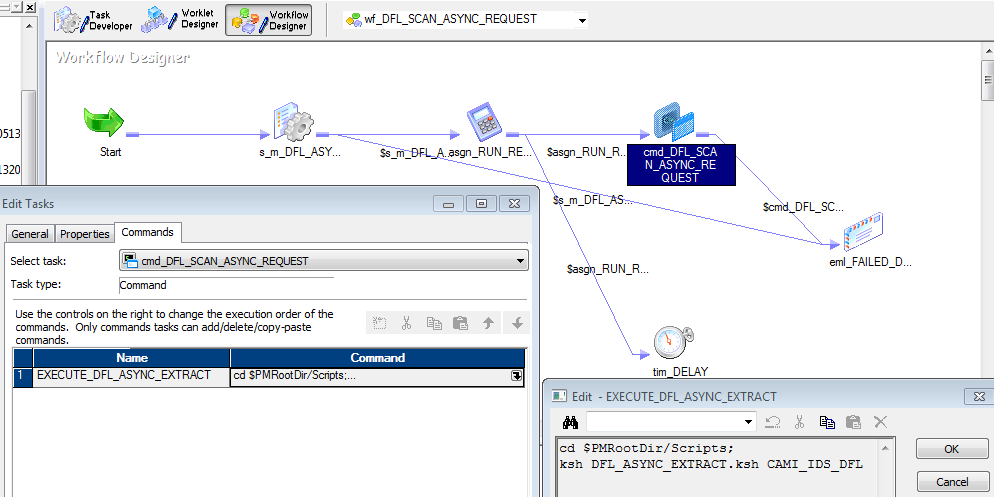 Task
Developer
Worklet
Designer
Workflow
Designer
wf_DFL_SCAN_ASYNC_REQUEST
Workflow Designer
0513
1320
Start
s_m_DFL_ASY...
$s_m_DFL_A...
asgn_RUN_RE...
$asgn_RUN_R...
cmd_DFL_SCA
N_ASYNC_RE
QUEST
$s_m_DFL_AS...
$cmd_DFL_SC...
eml_FAILED_D...
$asgn_RUN_R...
tim_DELAY
Edit Tasks
General
Properties
Commands
Select task:
cmd_DFL_SCAN_ASYNC_REQUEST
Task type:
Command
Use the controls on the right to change the execution order of the
commands. Only commands tasks can add/delete/copy-paste
commands.
Name
Command
1
EXECUTE_DFL_ASYNC_EXTRACT
cd $PMRootDir/Scripts;...
Edit - EXECUTE_DFL_ASYNC_EXTRACT
cd $PMRootDir/Scripts;
ksh DFL_ASYNC_EXTRACT.ksh CAMI_IDS_DFL
OK
Cancel